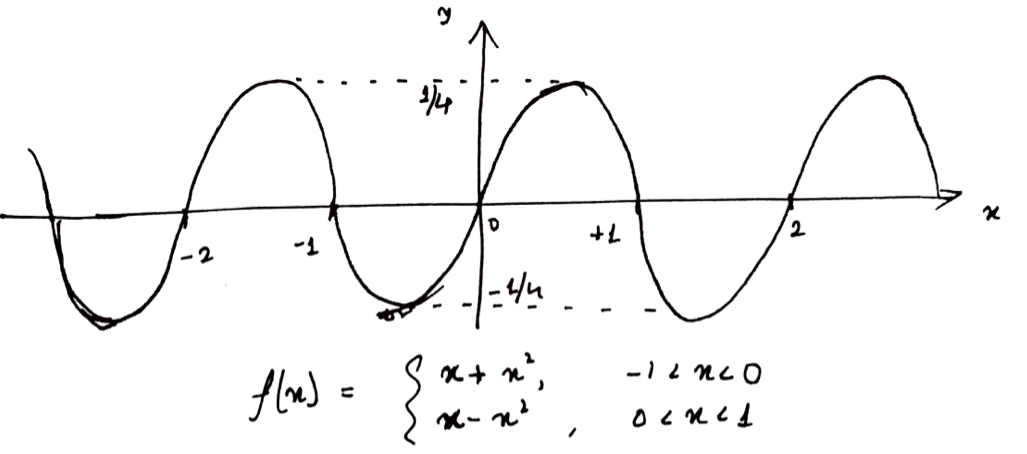 y
1/4
-2 -1 0 +1 2 x
-1/4
f(x) = { x + x², -1 < x < 0
x - x², 0 < x < 1